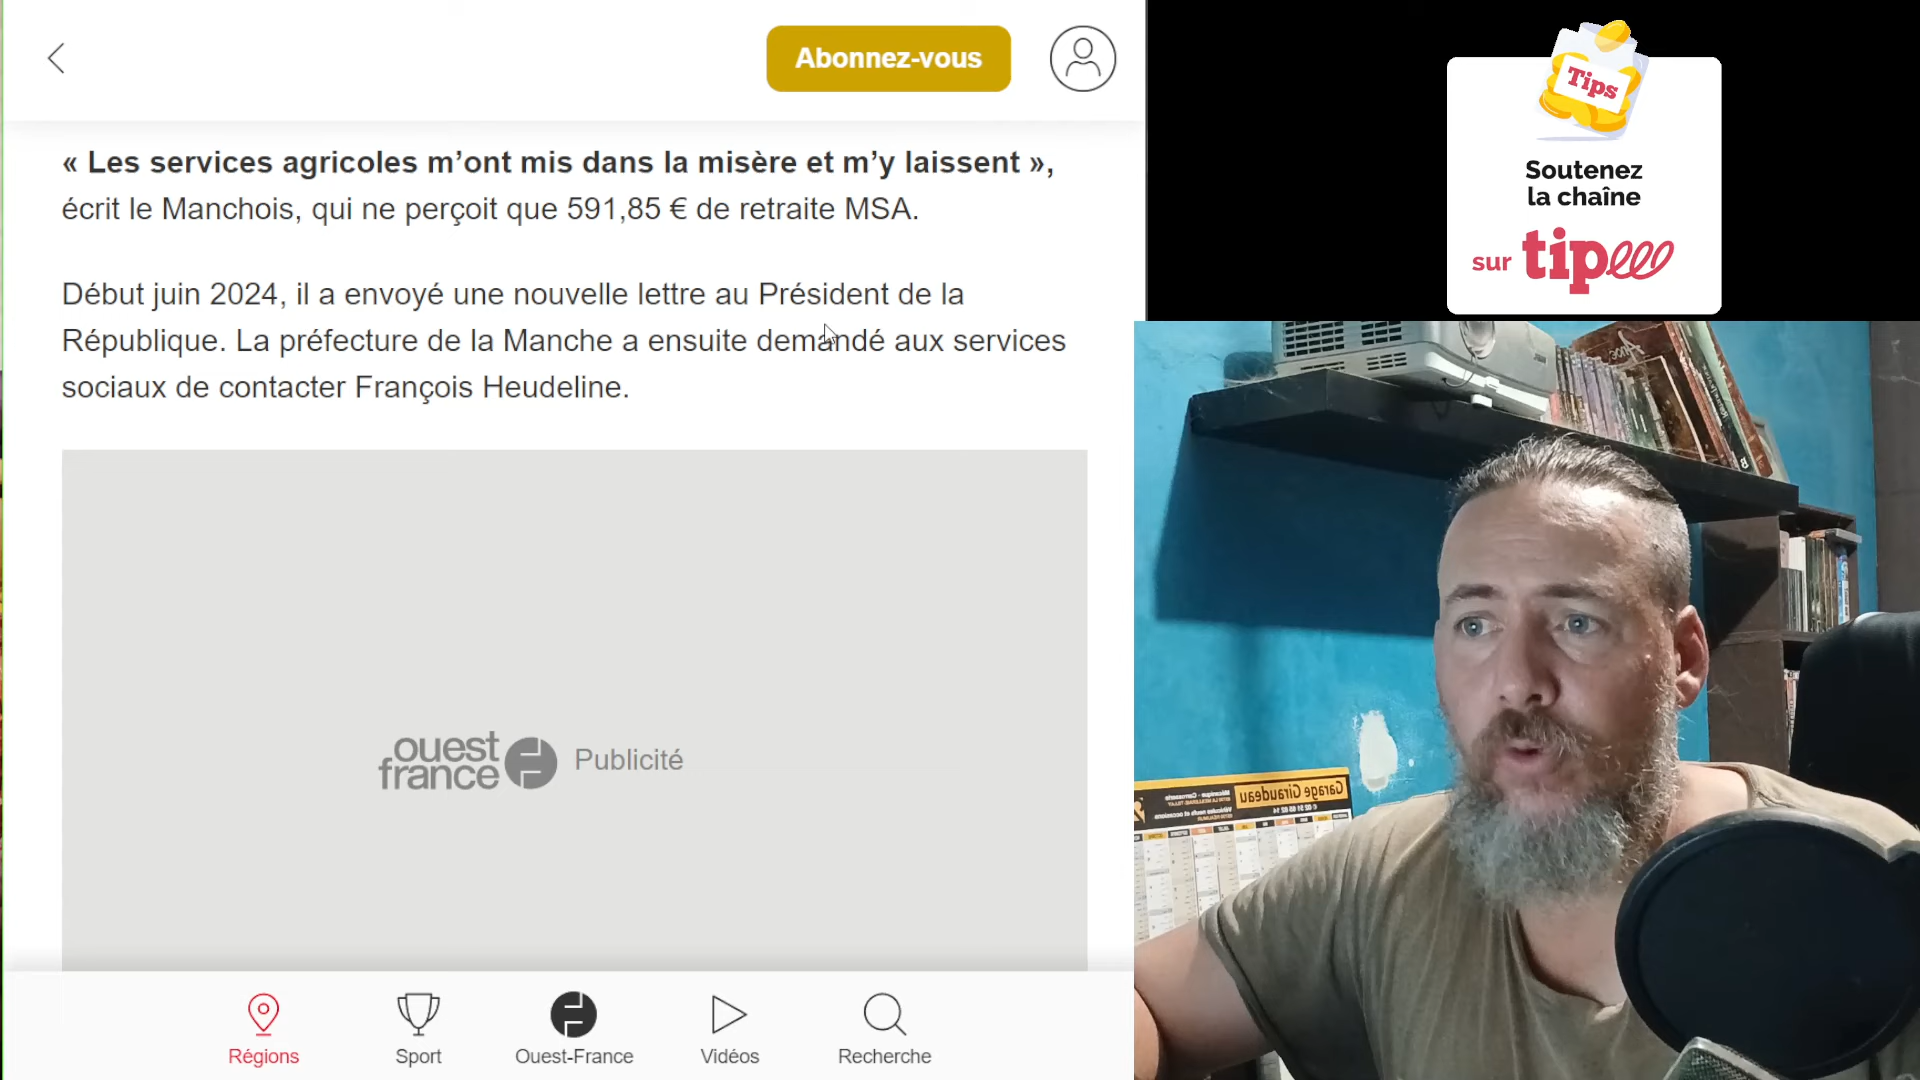 Abonnez-vous
« Les services agricoles m’ont mis dans la misère et m’y laissent »,
écrit le Manchois, qui ne perçoit que 591,85 € de retraite MSA.
Début juin 2024, il a envoyé une nouvelle lettre au Président de la
République. La préfecture de la Manche a ensuite demandé aux services
sociaux de contacter François Heudeline.
ouest
france
Publicité
Régions
Sport
Ouest-France
Vidéos
Recherche
Tips
Soutenez
la chaîne
sur tipeee
Garage Giraudeau